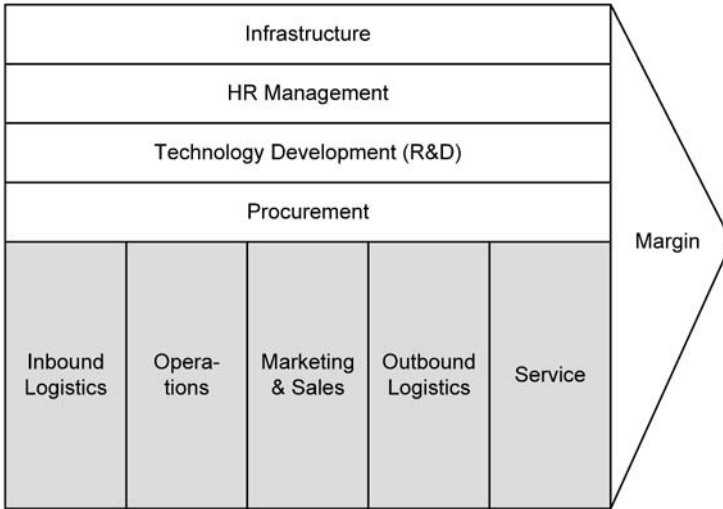 Infrastructure
HR Management
Technology Development (R&D)
Procurement
Margin
Inbound
Logistics
Opera-
tions
Marketing
& Sales
Outbound
Logistics
Service